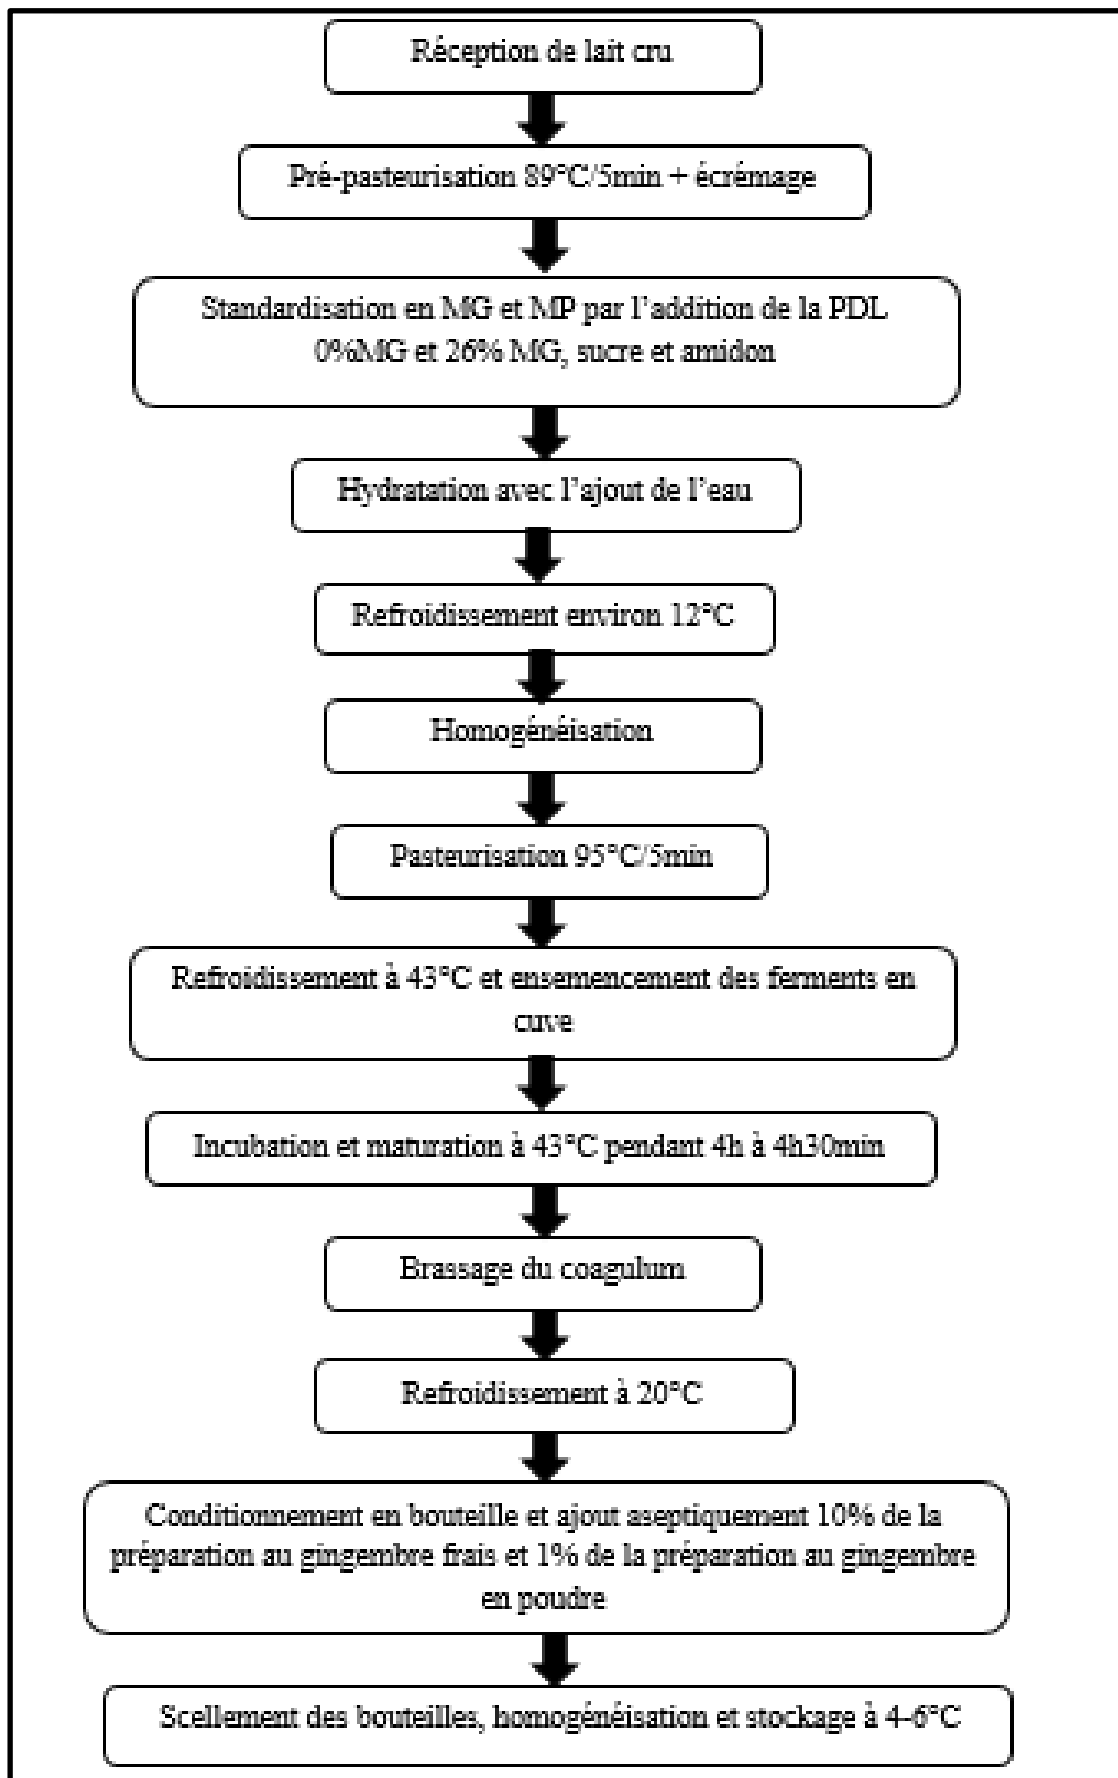 Réception de lait cru
Pré-pasteurisation 89°C/5min + écrémage
Standardisation en MG et MP par l'addition de la PDL
0%MG et 26% MG, sucre et amidon
Hydratation avec l'ajout de l'eau
Refroidissement environ 12°C
Homogénéisation
Pasteurisation 95°C/5min
Refroidissement à 43°C et ensemencement des ferments en
cuve
Incubation et maturation à 43°C pendant 4h à 4h30min
Brassage du coagulum
Refroidissement à 20°C
Conditionnement en bouteille et ajout aseptiquement 10% de la
préparation au gingembre frais et 1% de la préparation au gingembre
en poudre
Scellement des bouteilles, homogénéisation et stockage à 4-6°C